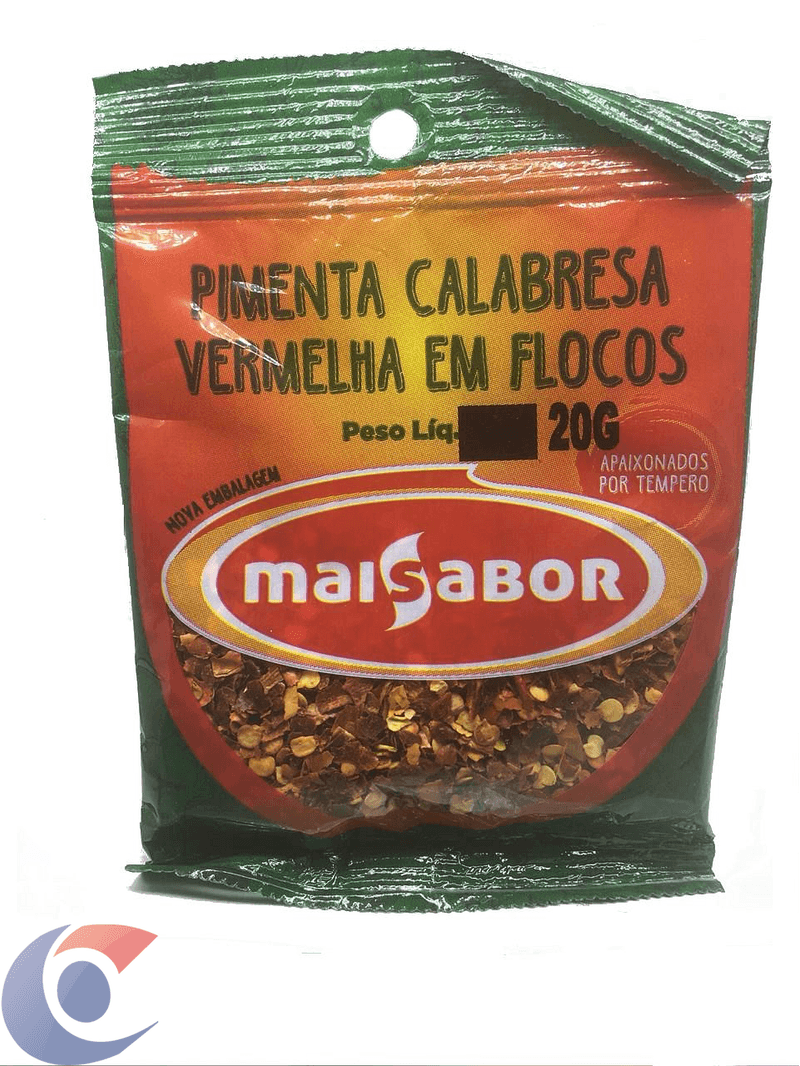 PIMENTA CALABRESA
VERMELHA EM FLOCOS
Peso Líq. 20G
APAIXONADOS
POR TEMPERO
NOVA EMBALAGEM
maisaBOR